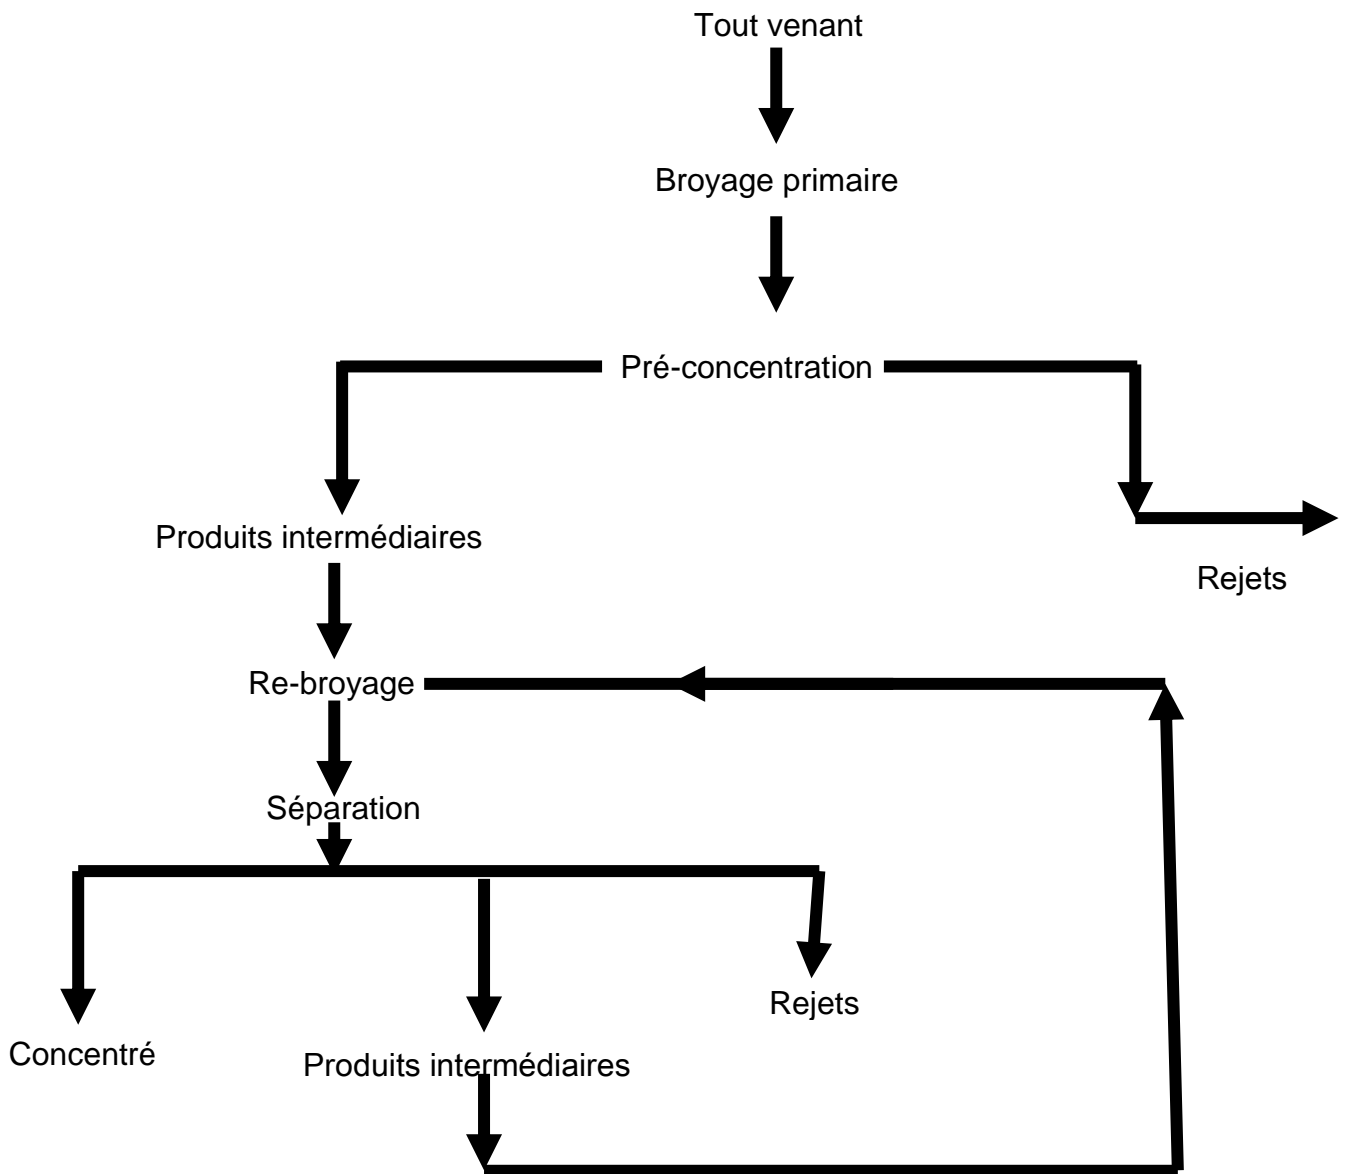 Tout venant
Broyage primaire
Pré-concentration
Produits intermédiaires
Rejets
Re-broyage
Séparation
Rejets
Concentré
Produits intermédiaires